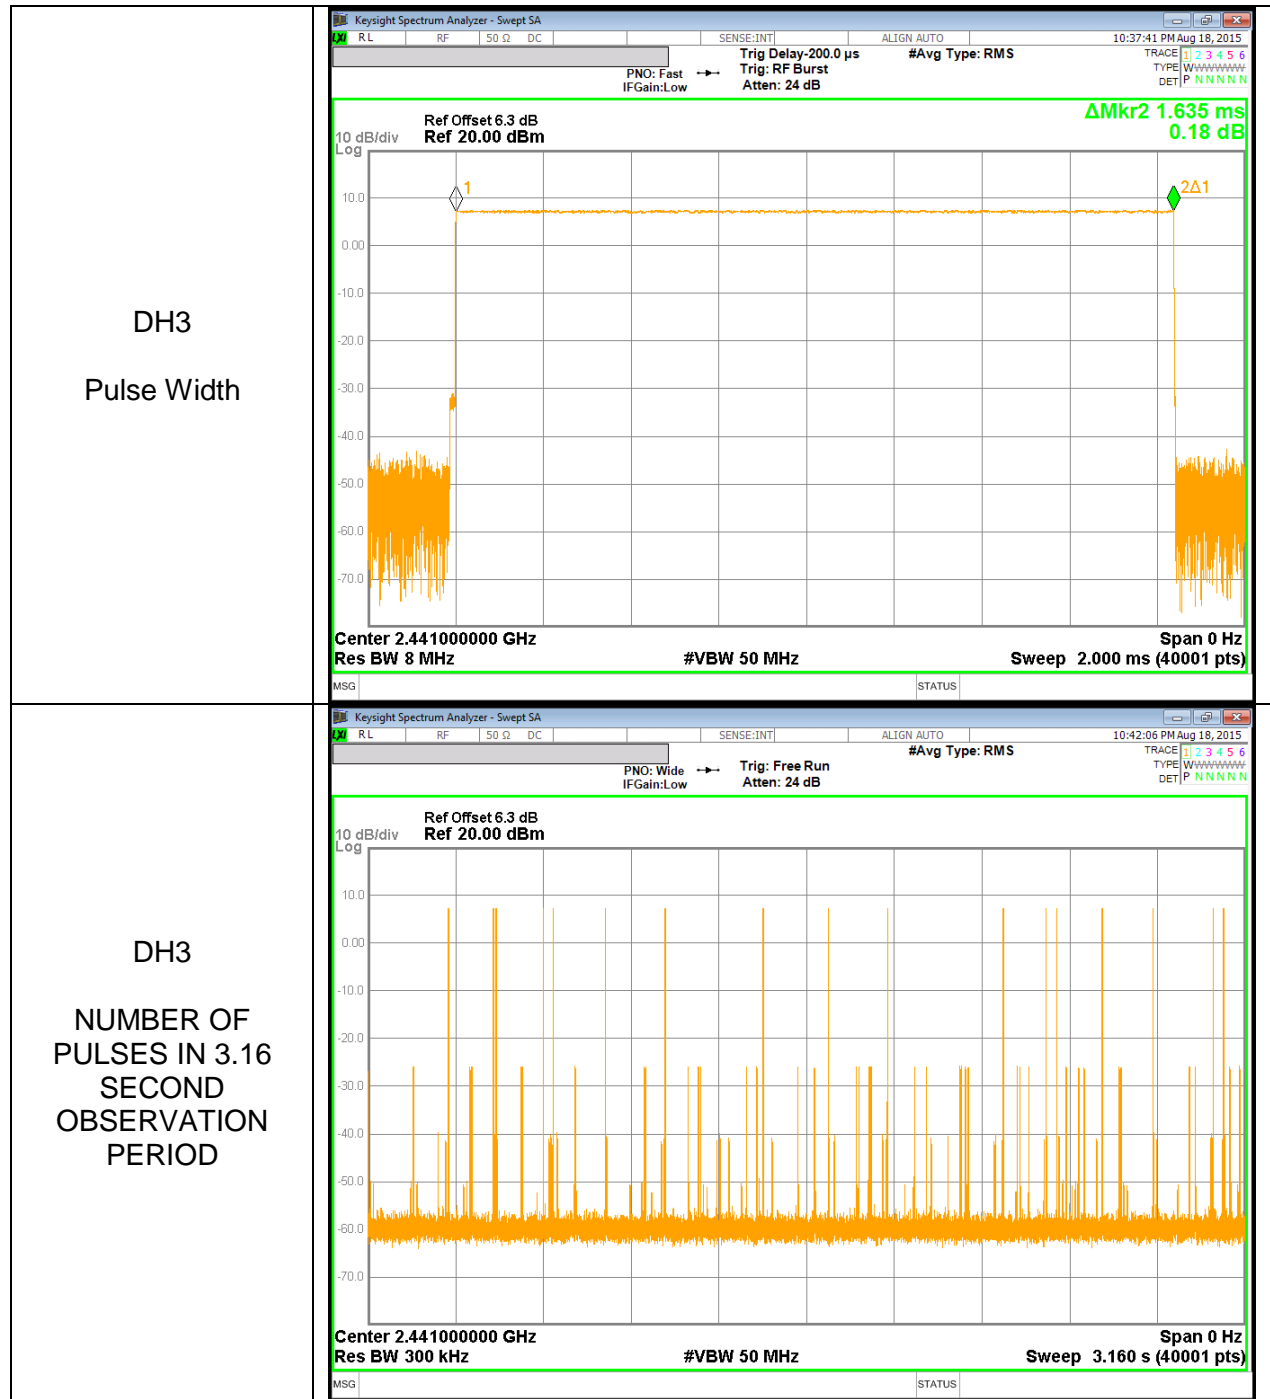 DH3
Pulse Width
Keysight Spectrum Analyzer - Swept SA
LXI RL RF 50 Ω DC SENSE:INT ALIGN AUTO 10:37:41 PM Aug 18, 2015
PNO: Fast
IFGain:Low
Trig Delay-200.0 µs
Trig: RF Burst
Atten: 24 dB
#Avg Type: RMS
TRACE 1 2 3 4 5 6
TYPE WWWWWWW
DET P N N N N N
ΔMkr2 1.635 ms
0.18 dB
Ref Offset 6.3 dB
10 dB/div Ref 20.00 dBm
Log
1
2Δ1
10.0
0.00
-10.0
-20.0
-30.0
-40.0
-50.0
-60.0
-70.0
Center 2.441000000 GHz Span 0 Hz
Res BW 8 MHz #VBW 50 MHz Sweep 2.000 ms (40001 pts)
MSG STATUS
DH3
NUMBER OF
PULSES IN 3.16
SECOND
OBSERVATION
PERIOD
Keysight Spectrum Analyzer - Swept SA
LXI RL RF 50 Ω DC SENSE:INT ALIGN AUTO 10:42:06 PM Aug 18, 2015
PNO: Wide
IFGain:Low
Trig: Free Run
Atten: 24 dB
#Avg Type: RMS
TRACE 1 2 3 4 5 6
TYPE WWWWWWW
DET P N N N N N
Ref Offset 6.3 dB
10 dB/div Ref 20.00 dBm
Log
10.0
0.00
-10.0
-20.0
-30.0
-40.0
-50.0
-60.0
-70.0
Center 2.441000000 GHz Span 0 Hz
Res BW 300 kHz #VBW 50 MHz Sweep 3.160 s (40001 pts)
MSG STATUS